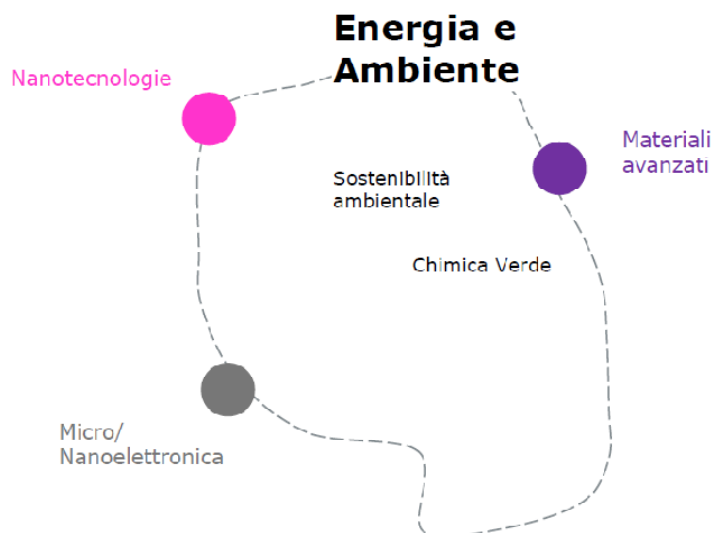 Energia e
Ambiente
Nanotecnologie
Materiali
avanzati
Sostenibilità
ambientale
Chimica Verde
Micro/
Nanoelettronica